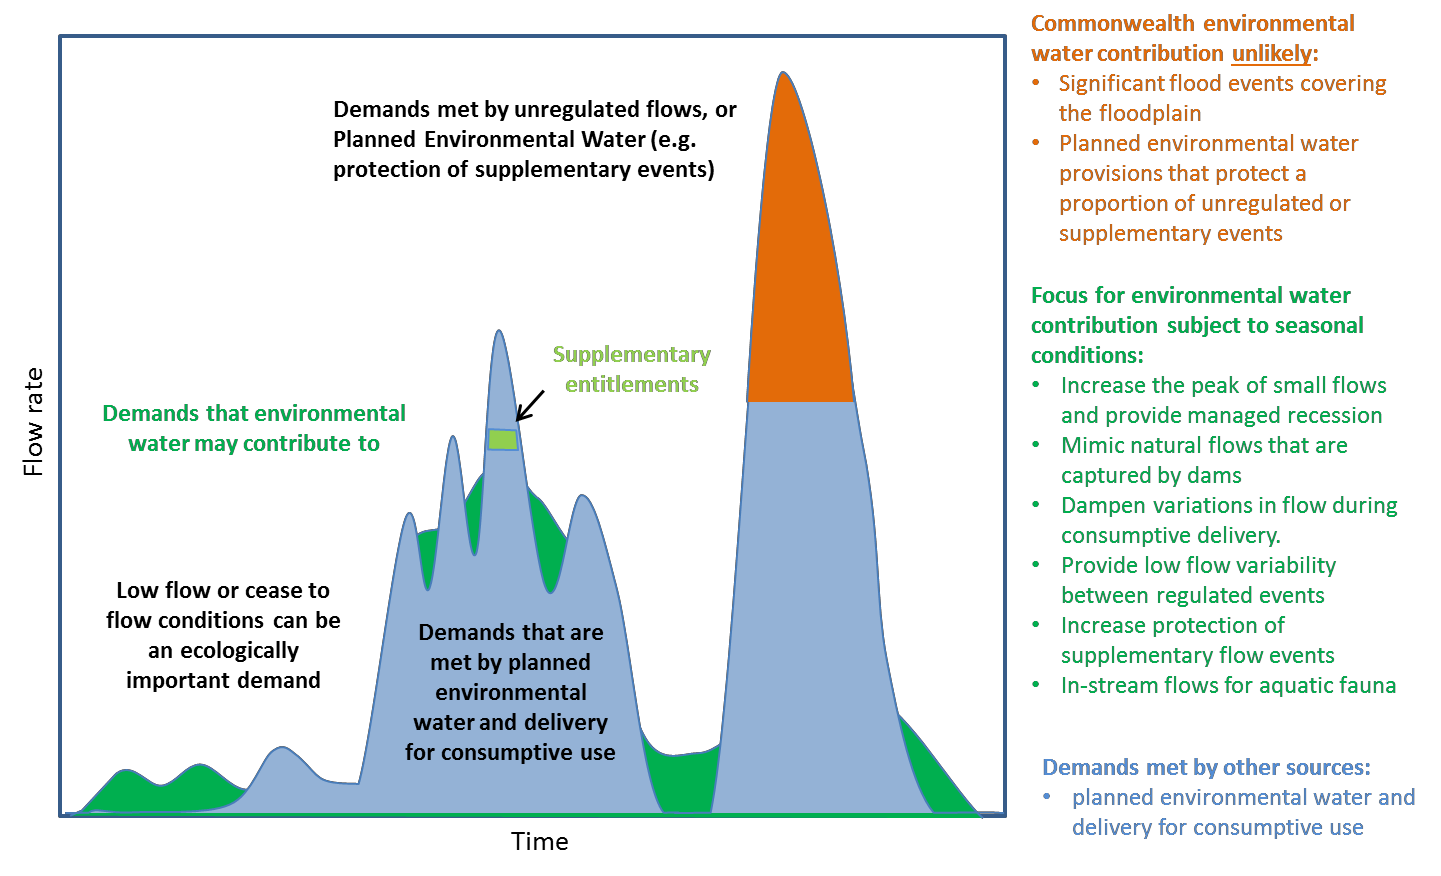 Demands met by unregulated flows, or
Planned Environmental Water (e.g.
protection of supplementary events)
Supplementary
entitlements
Demands that environmental
water may contribute to
Low flow or cease to
flow conditions can be
an ecologically
important demand
Demands that are
met by planned
environmental
water and delivery
for consumptive use
Flow rate
Time
Commonwealth environmental
water contribution unlikely:
• Significant flood events covering
the floodplain
• Planned environmental water
provisions that protect a
proportion of unregulated or
supplementary events
Focus for environmental water
contribution subject to seasonal
conditions:
• Increase the peak of small flows
and provide managed recession
• Mimic natural flows that are
captured by dams
• Dampen variations in flow during
consumptive delivery.
• Provide low flow variability
between regulated events
• Increase protection of
supplementary flow events
• In-stream flows for aquatic fauna
Demands met by other sources:
• planned environmental water and
delivery for consumptive use